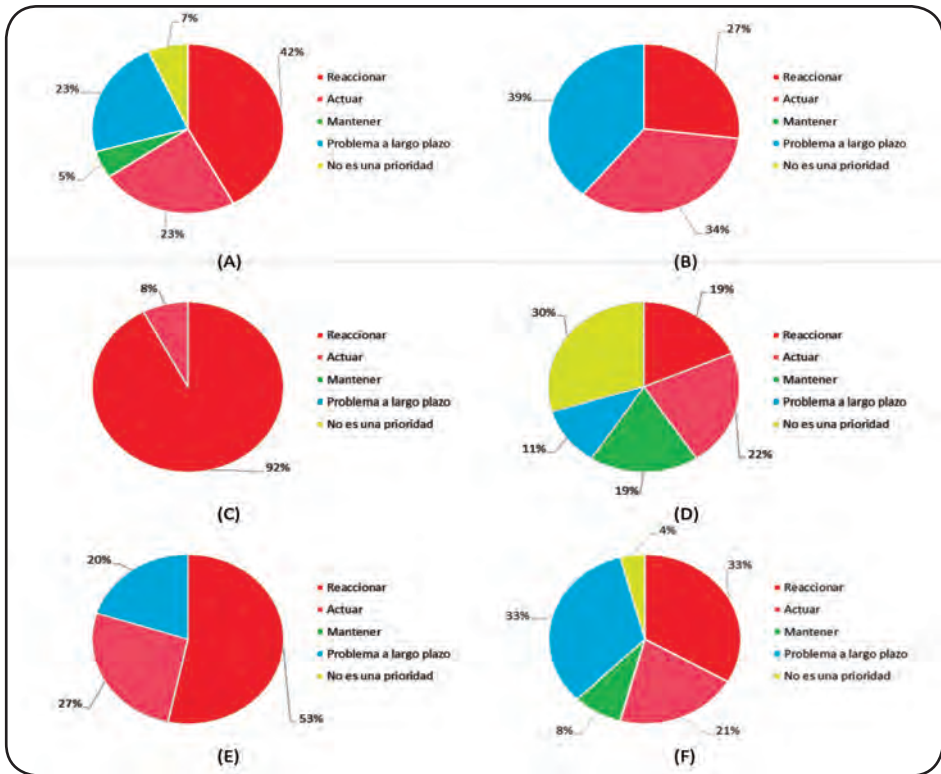 7%
42%
23%
5%
23%
Reaccionar
Actuar
Mantener
Problema a largo plazo
No es una prioridad
(A)
27%
39%
34%
Reaccionar
Actuar
Mantener
Problema a largo plazo
No es una prioridad
(B)
8%
92%
Reaccionar
Actuar
Mantener
Problema a largo plazo
No es una prioridad
(C)
30%
19%
11%
22%
19%
Reaccionar
Actuar
Mantener
Problema a largo plazo
No es una prioridad
(D)
20%
27%
53%
Reaccionar
Actuar
Mantener
Problema a largo plazo
No es una prioridad
(E)
4%
33%
33%
8%
21%
Reaccionar
Actuar
Mantener
Problema a largo plazo
No es una prioridad
(F)